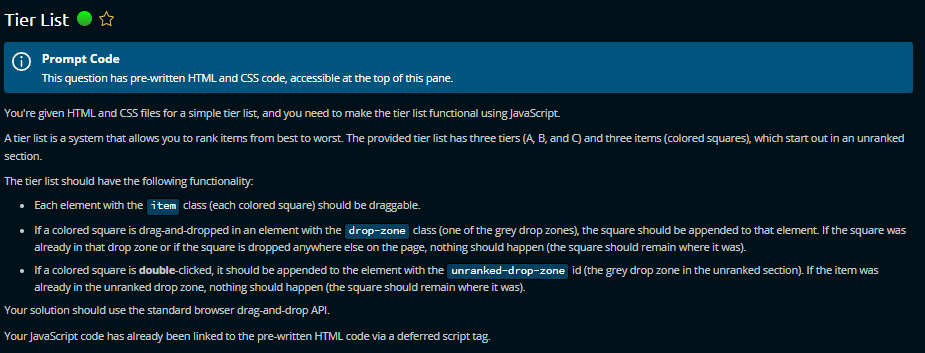 Tier List
Prompt Code
This question has pre-written HTML and CSS code, accessible at the top of this pane.
You're given HTML and CSS files for a simple tier list, and you need to make the tier list functional using JavaScript.
A tier list is a system that allows you to rank items from best to worst. The provided tier list has three tiers (A, B, and C) and three items (colored squares), which start out in an unranked
section.
The tier list should have the following functionality:
• Each element with the item class (each colored square) should be draggable.
• If a colored square is drag-and-dropped in an element with the drop-zone class (one of the grey drop zones), the square should be appended to that element. If the square was
already in that drop zone or if the square is dropped anywhere else on the page, nothing should happen (the square should remain where it was).
• If a colored square is double-clicked, it should be appended to the element with the unranked-drop-zone id (the grey drop zone in the unranked section). If the item was
already in the unranked drop zone, nothing should happen (the square should remain where it was).
Your solution should use the standard browser drag-and-drop API.
Your JavaScript code has already been linked to the pre-written HTML code via a deferred script tag.